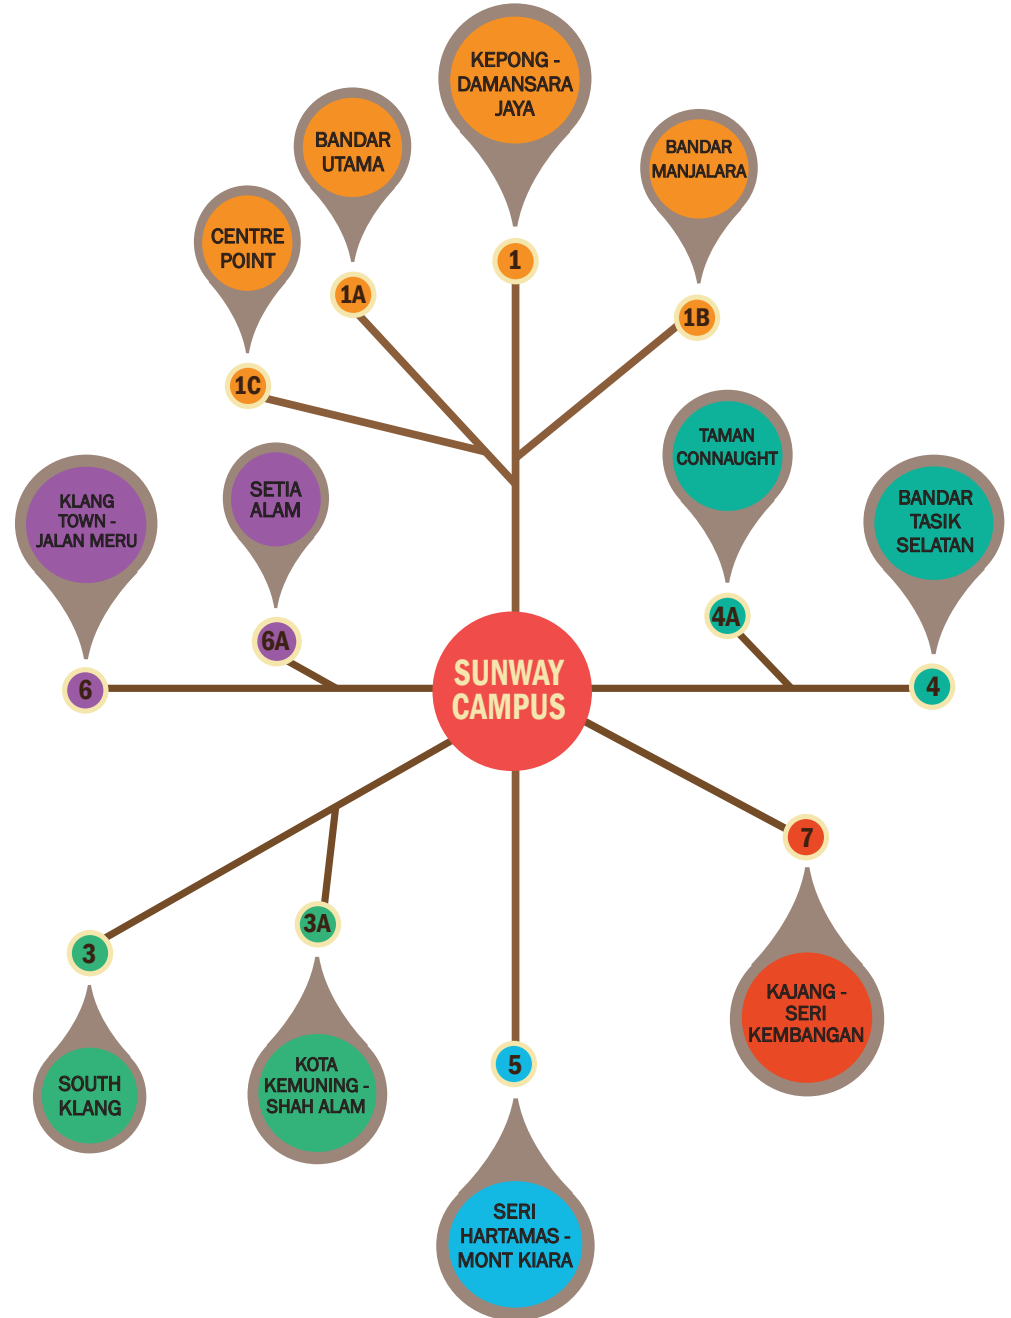 KEPONG -
DAMANSARA
JAYA
1
BANDAR
UTAMA
1A
BANDAR
MANJALARA
1B
CENTRE
POINT
1C
TAMAN
CONNAUGHT
4A
BANDAR
TASIK
SELATAN
4
SETIA
ALAM
6A
KLANG
TOWN -
JALAN MERU
6
SUNWAY
CAMPUS
7
KAJANG -
SERI
KEMBANGAN
3A
KOTA
KEMUNING -
SHAH ALAM
3
SOUTH
KLANG
5
SERI
HARTAMAS -
MONT KIARA